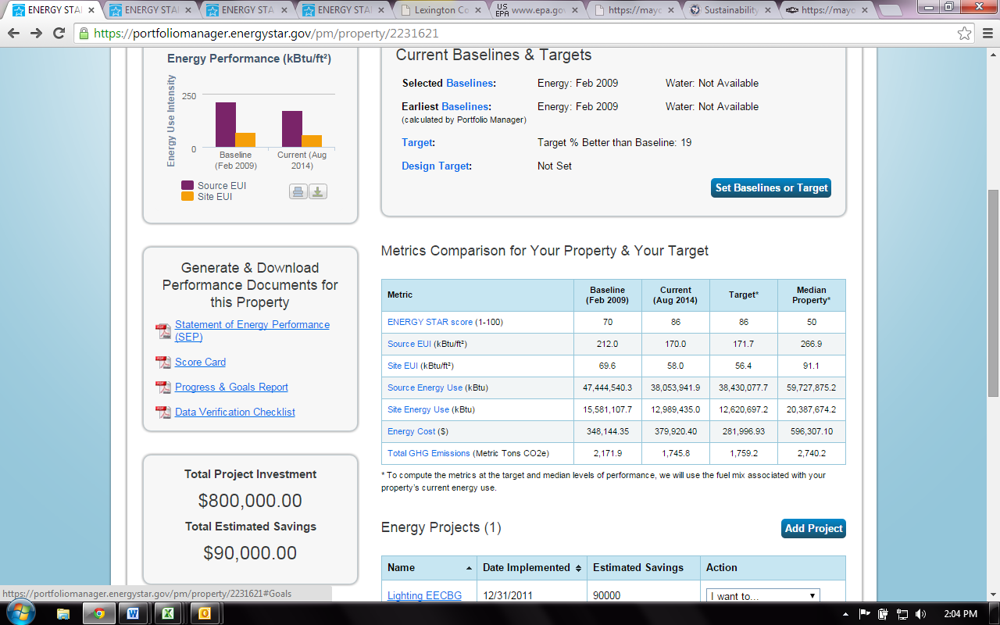 ENERGY STA
ENERGY STA
ENERGY STA
ENERGY STA
Lexington Co
US EPA www.epa.gov
https://mayo
Sustainability
https://mayo
https://portfoliomanager.energystar.gov/pm/property/2231621
Energy Performance (kBtu/ft²)
Energy Use Intensity
250
0
Baseline (Feb 2009)
Current (Aug 2014)
Source EUI
Site EUI
Generate & Download
Performance Documents for
this Property
Statement of Energy Performance
(SEP)
Score Card
Progress & Goals Report
Data Verification Checklist
Total Project Investment
$800,000.00
Total Estimated Savings
$90,000.00
Current Baselines & Targets
Selected Baselines: Energy: Feb 2009 Water: Not Available
Earliest Baselines: Energy: Feb 2009 Water: Not Available
(calculated by Portfolio Manager)
Target: Target % Better than Baseline: 19
Design Target: Not Set
Set Baselines or Target
Metrics Comparison for Your Property & Your Target
Metric Baseline (Feb 2009) Current (Aug 2014) Target* Median Property*
ENERGY STAR score (1-100) 70 86 86 50
Source EUI (kBtu/ft²) 212.0 170.0 171.7 266.9
Site EUI (kBtu/ft²) 69.6 58.0 56.4 91.1
Source Energy Use (kBtu) 47,444,540.3 38,053,941.9 38,430,077.7 59,727,875.2
Site Energy Use (kBtu) 15,581,107.7 12,989,435.0 12,620,697.2 20,387,674.2
Energy Cost ($) 348,144.35 379,920.40 281,996.93 596,307.10
Total GHG Emissions (Metric Tons CO2e) 2,171.9 1,745.8 1,759.2 2,740.2
* To compute the metrics at the target and median levels of performance, we will use the fuel mix associated with your
property's current energy use.
Energy Projects (1)
Add Project
Name Date Implemented Estimated Savings Action
Lighting EECBG 12/31/2011 90000 I want to...
https://portfoliomanager.energystar.gov/pm/property/2231621#Goals
2:04 PM